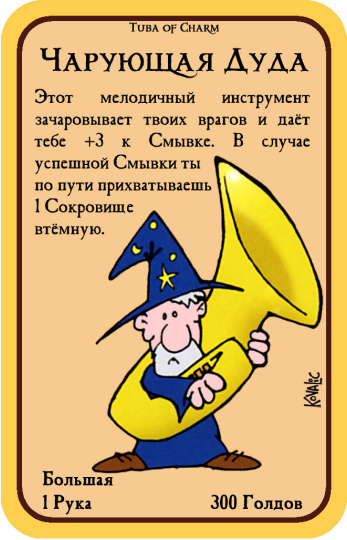 Tuba of Charm
Чарующая Дуда
Этот мелодичный инструмент
зачаровывает твоих врагов и даёт
тебе +3 к Смывке. В случае
успешной Смывки ты
по пути прихватываешь
1 Сокровище
втёмную.
Kovalic
Большая
1 Рука 300 Голдов